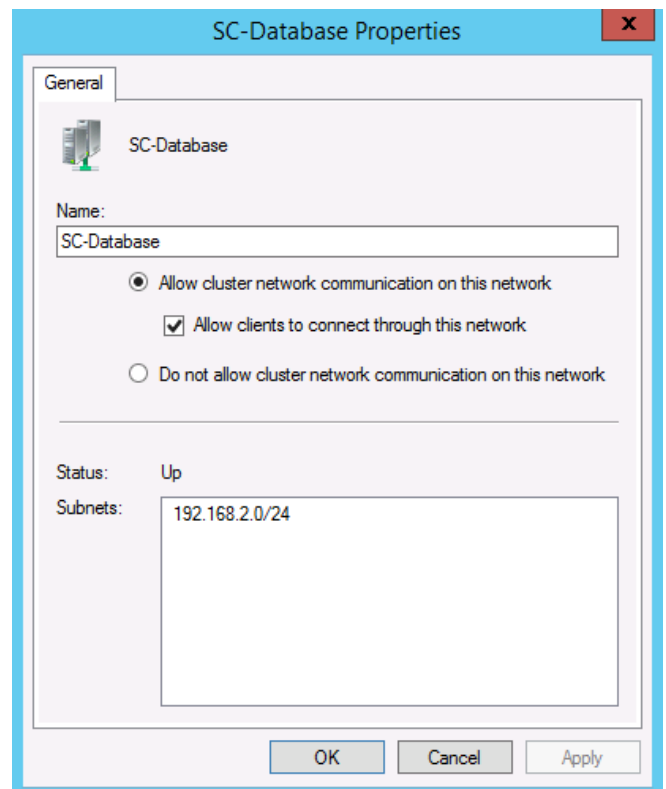 SC-Database Properties
x
General
SC-Database
Name:
SC-Database
Allow cluster network communication on this network
Allow clients to connect through this network
Do not allow cluster network communication on this network
Status: Up
Subnets: 192.168.2.0/24
OK Cancel Apply